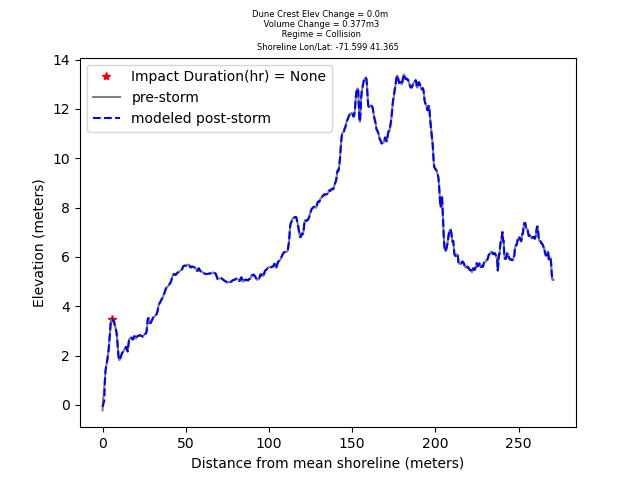 Dune Crest Elev Change = 0.0m
Volume Change = 0.377m3
Regime = Collision
Shoreline Lon/Lat: -71.599 41.365
14
12
10
8
6
4
2
0
Elevation (meters)
Impact Duration(hr) = None
pre-storm
modeled post-storm
0 50 100 150 200 250
Distance from mean shoreline (meters)